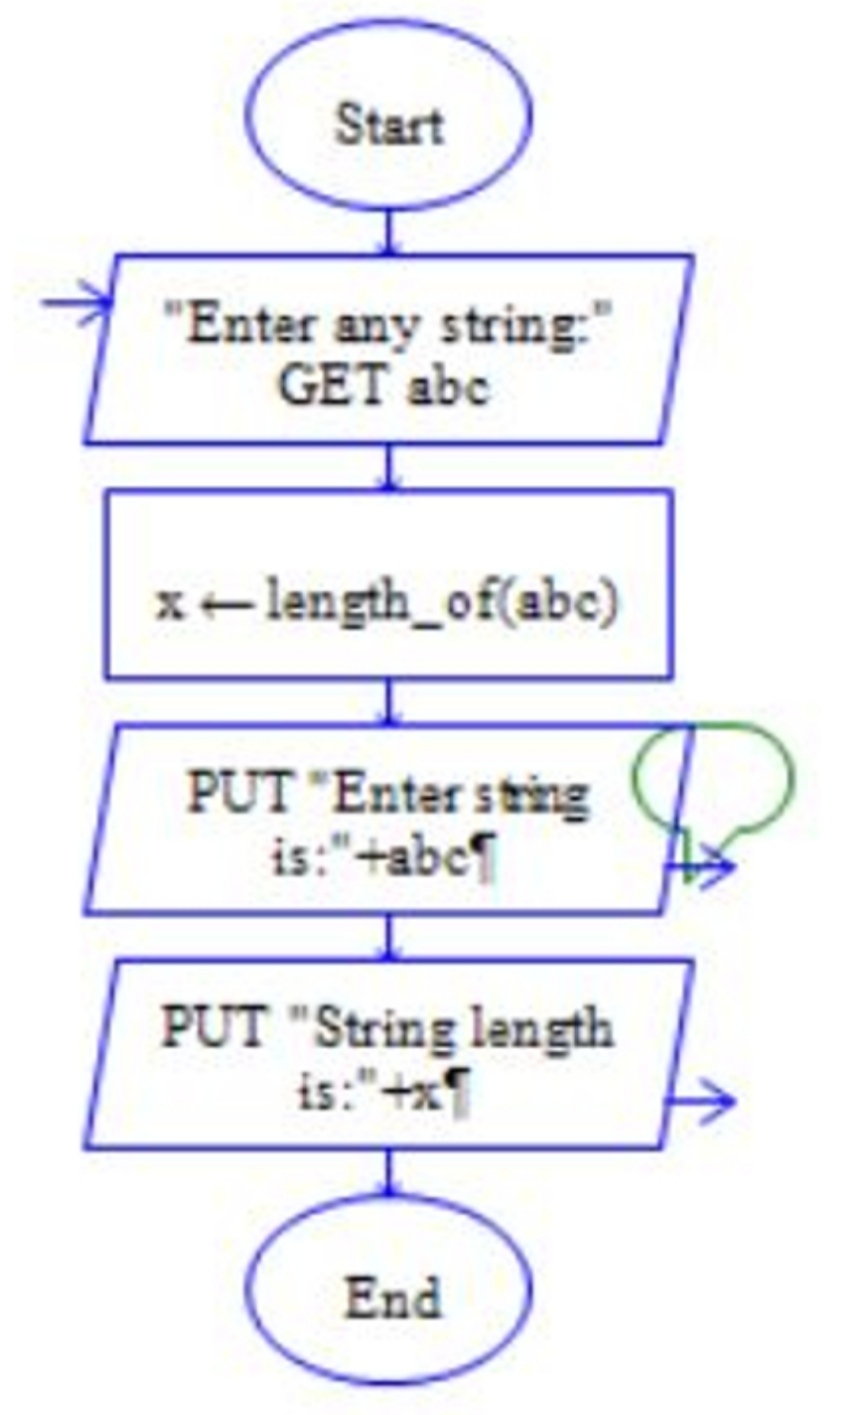 Start
"Enter any string:"
GET abc
x ← length_of(abc)
PUT "Enter string
is:"+abc¶
PUT "String length
is:"+x¶
End